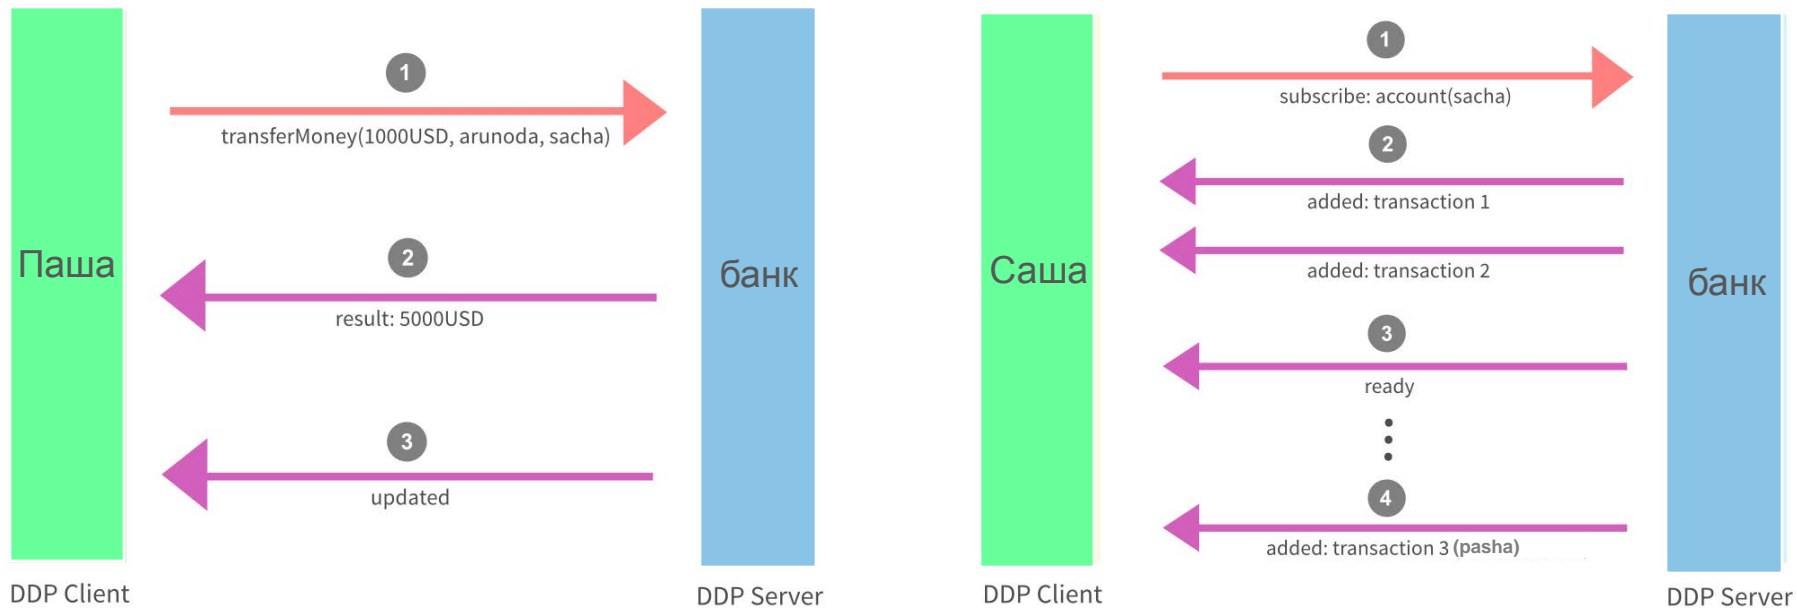 1
transferMoney(1000USD, arunoda, sacha)
Паша
2
result: 5000USD
банк
3
updated
DDP Client
DDP Server
1
subscribe: account(sacha)
2
added: transaction 1
added: transaction 2
Саша
банк
3
ready
4
added: transaction 3 (pasha)
DDP Client
DDP Server